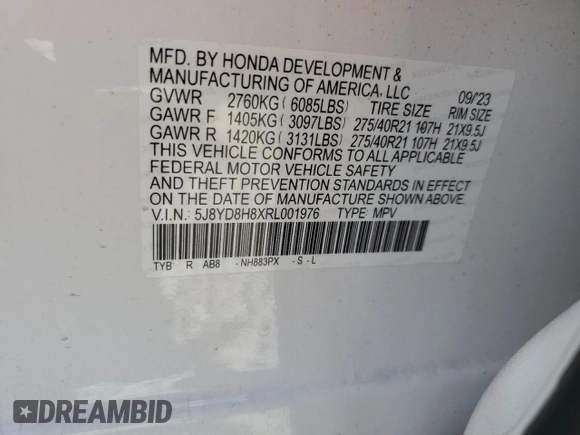 MFD. BY HONDA DEVELOPMENT &
MANUFACTURING OF AMERICA, LLC 09/23
GVWR 2760KG ( 6085LBS) TIRE SIZE RIM SIZE
GAWR F 1405KG ( 3097LBS) 275/40R21 107H 21X9.5J
GAWR R 1420KG ( 3131LBS) 275/40R21 107H 21X9.5J
THIS VEHICLE CONFORMS TO ALL APPLICABLE
FEDERAL MOTOR VEHICLE SAFETY
AND THEFT PREVENTION STANDARDS IN EFFECT
ON THE DATE OF MANUFACTURE SHOWN ABOVE.
V.I.N.: 5J8YD8H8XRL001976 TYPE: MPV
TYB R AB8 - NH883PX - S - L
DREAMBID